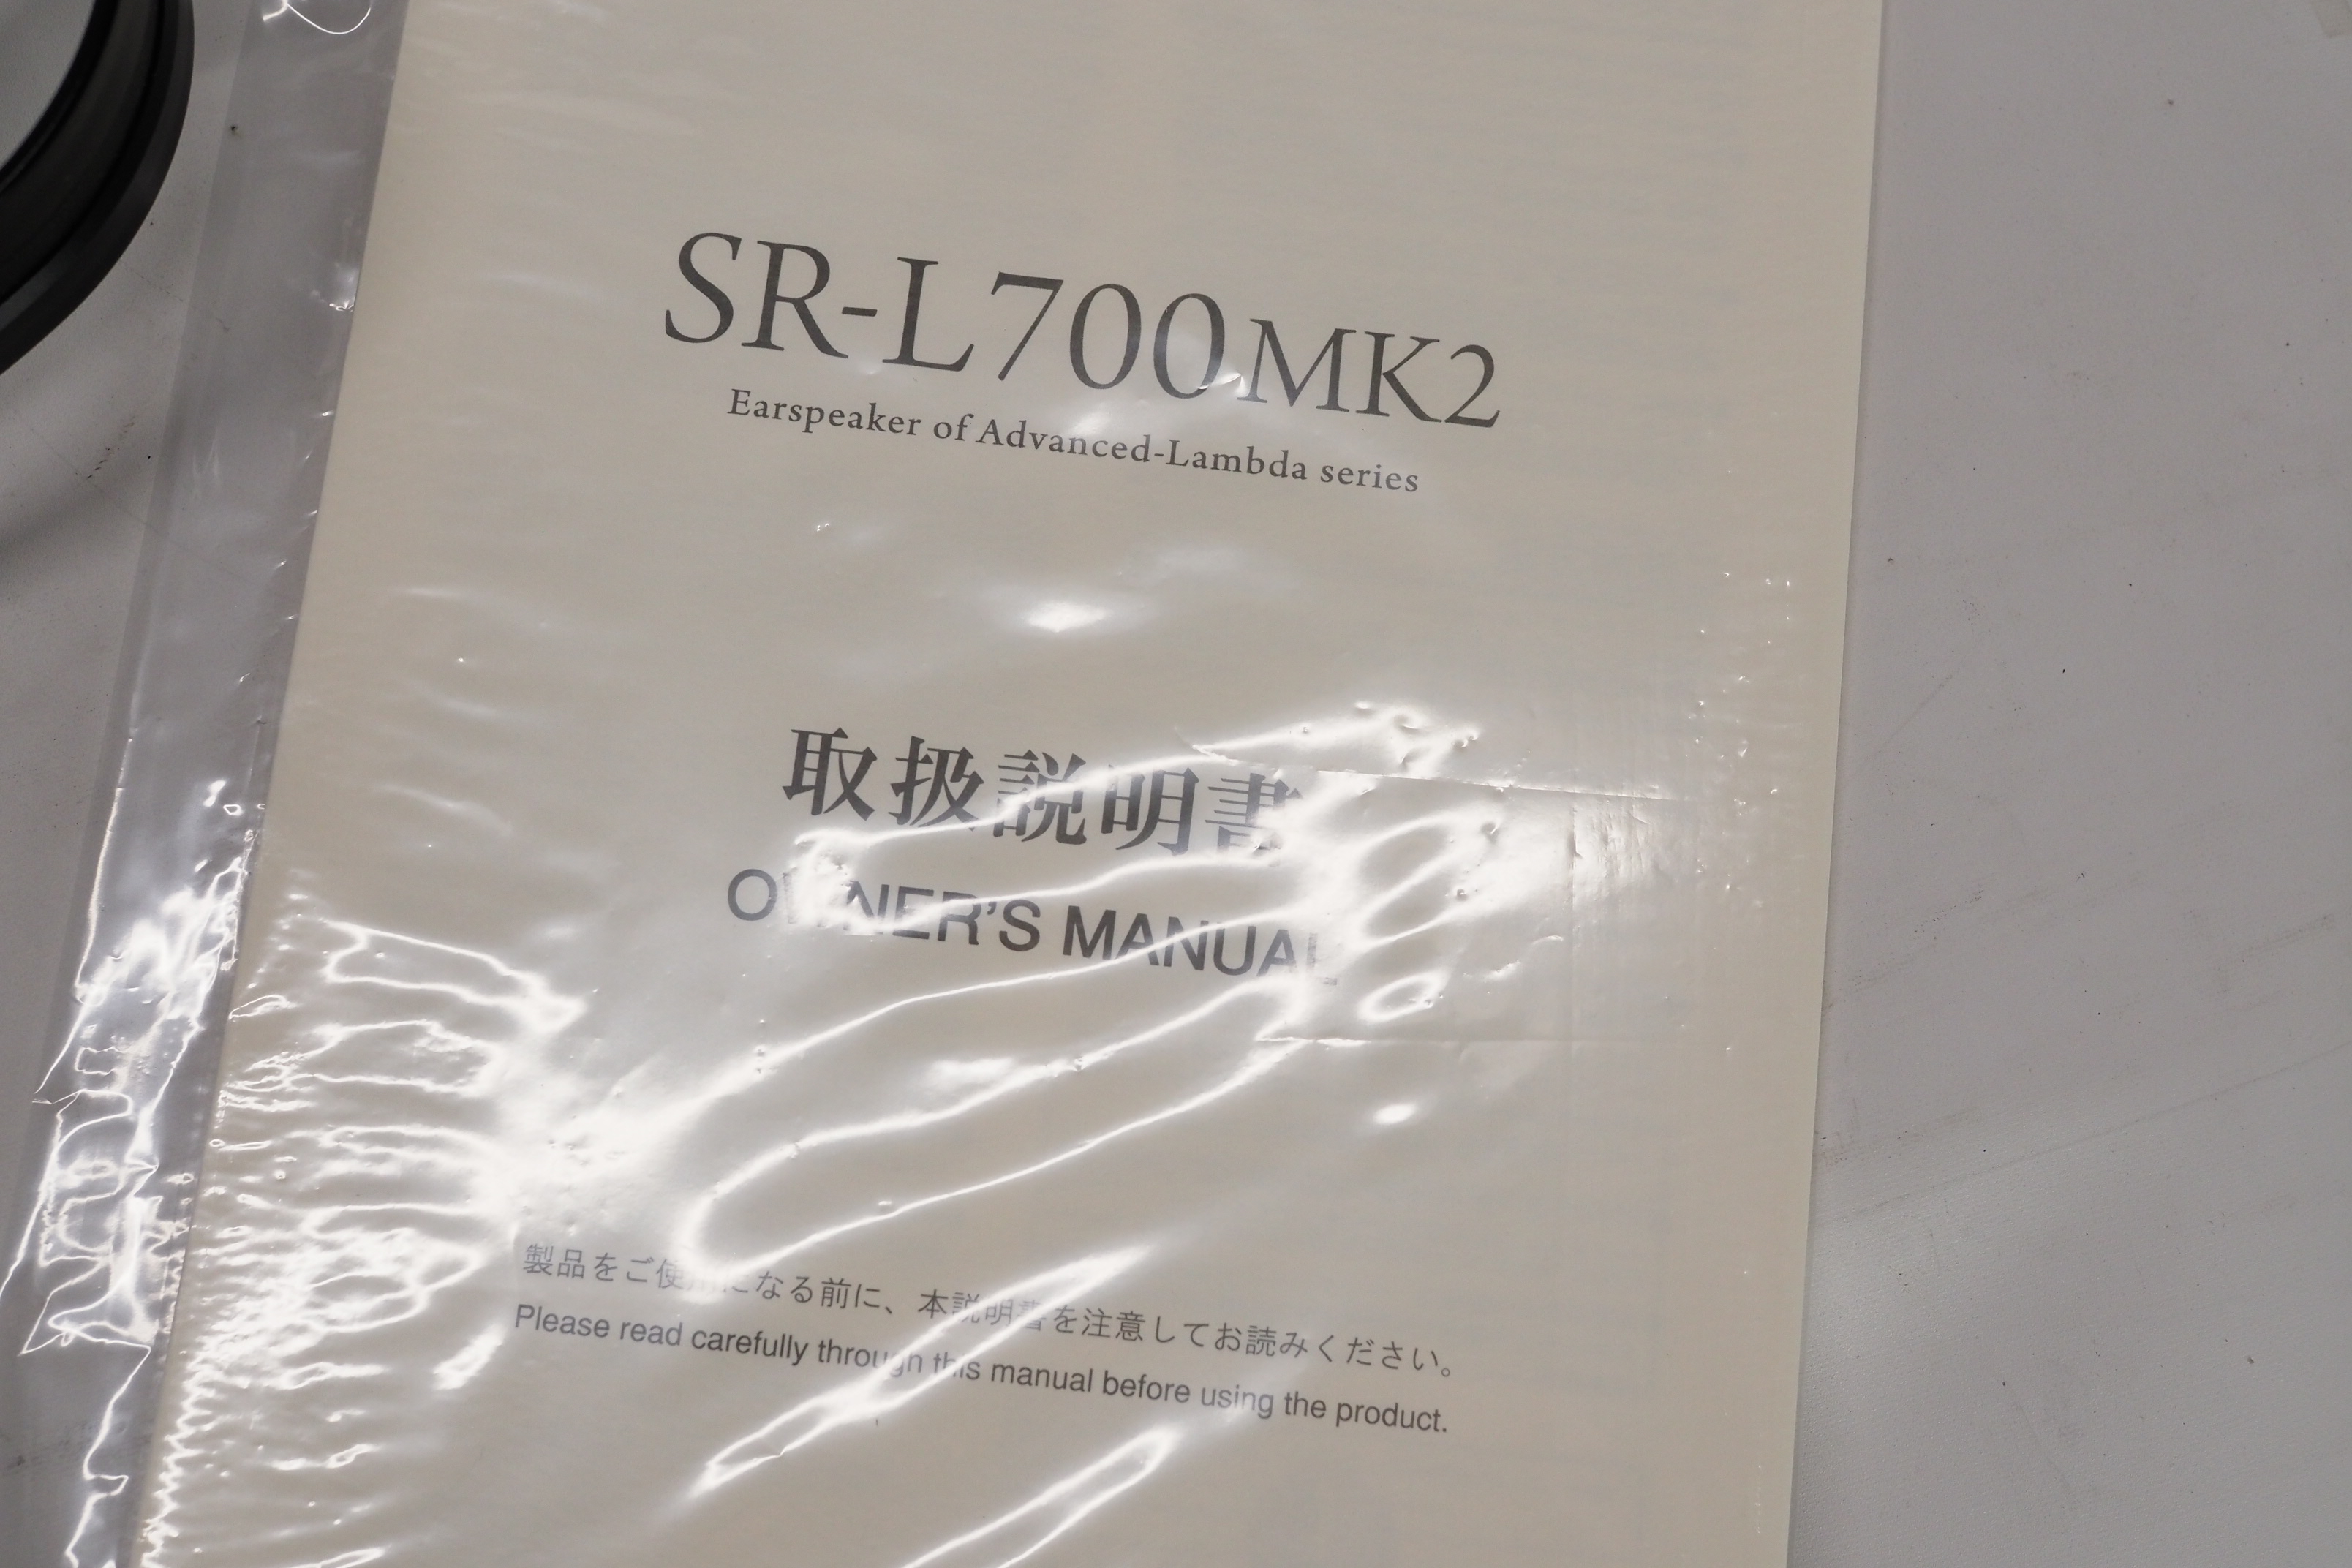 SR-L700MK2
Earspeaker of Advanced-Lambda series
取扱説明書
OWNER'S MANUAL
製品をご使用になる前に、本説明書を注意してお読みください。
Please read carefully through this manual before using the product.